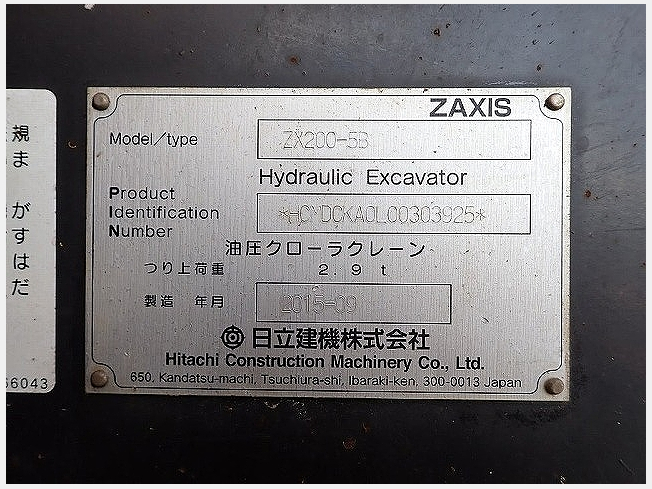 ZAXIS
Model/type ZX200-5B
Hydraulic Excavator
Product
Identification
Number
*HCMDCKA0L00303925*
油圧クローラクレーン
つり上荷重 2.9 t
製造 年月 2015-09
日立建機株式会社
Hitachi Construction Machinery Co., Ltd.
650, Kandatsu-machi, Tsuchiura-shi, Ibaraki-ken, 300-0013 Japan
規
ま
がすはだ
66043